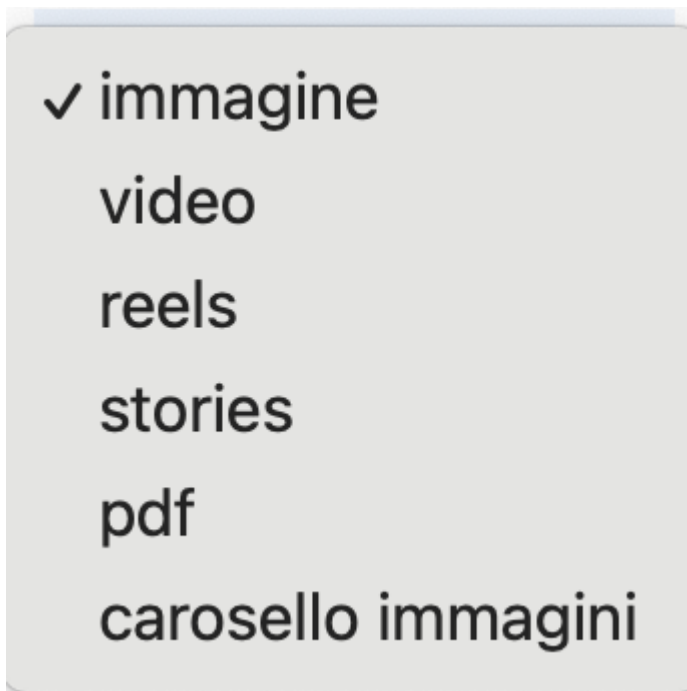 immagine
video
reels
stories
pdf
carosello immagini